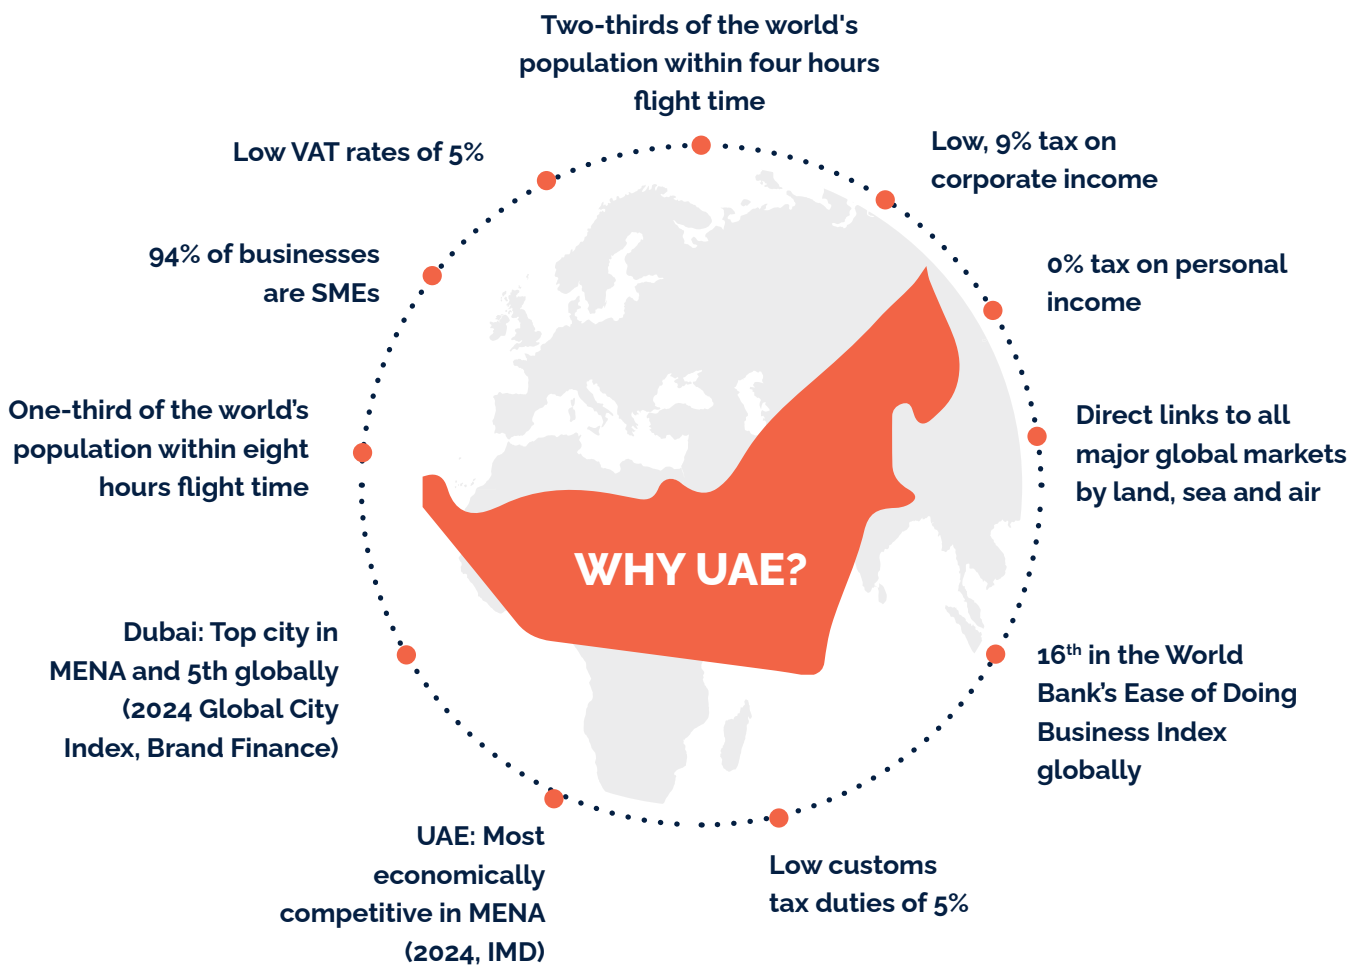 Two-thirds of the world's
population within four hours
flight time
Low, 9% tax on
corporate income
0% tax on personal
income
Direct links to all
major global markets
by land, sea and air
16th in the World
Bank’s Ease of Doing
Business Index
globally
Low customs
tax duties of 5%
UAE: Most
economically
competitive in MENA
(2024, IMD)
Dubai: Top city in
MENA and 5th globally
(2024 Global City
Index, Brand Finance)
One-third of the world’s
population within eight
hours flight time
94% of businesses
are SMEs
Low VAT rates of 5%
WHY UAE?